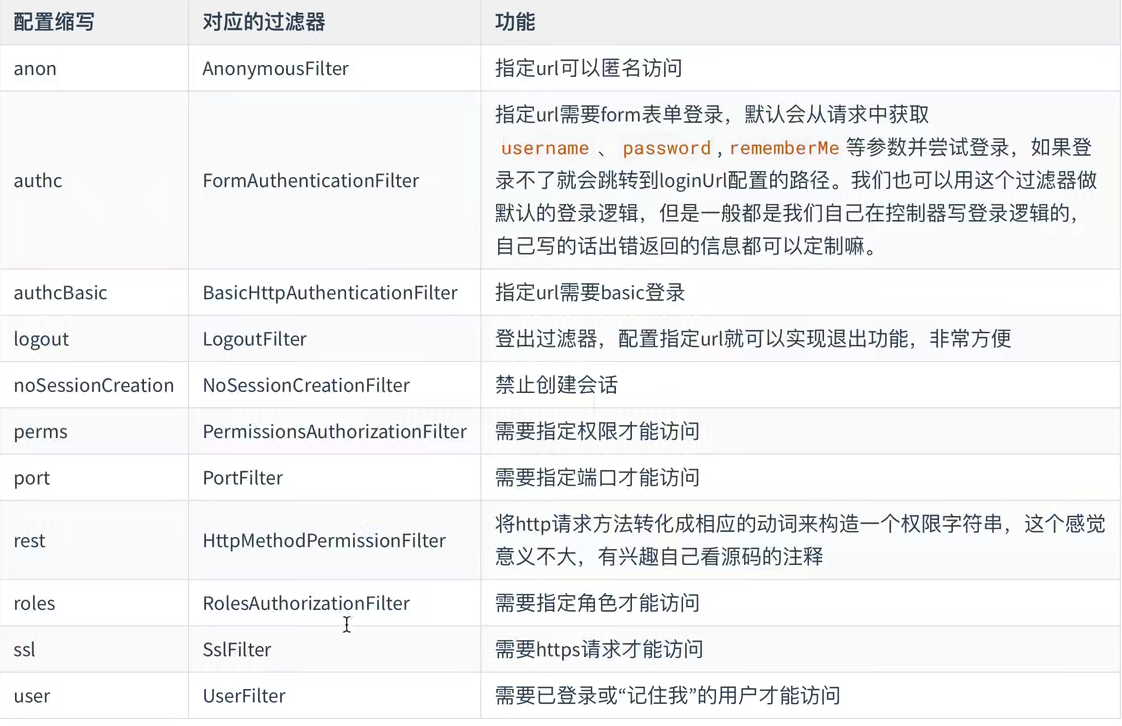 配置缩写 对应的过滤器 功能
anon AnonymousFilter 指定url可以匿名访问
指定url需要form表单登录，默认会从请求中获取
username 、 password , rememberMe 等参数并尝试登录，如果登
authc FormAuthenticationFilter 录不了就会跳转到loginUrl配置的路径。我们也可以用这个过滤器做
默认的登录逻辑，但是一般都是我们自己在控制器写登录逻辑的，
自己写的话出错返回的信息都可以定制嘛。
authcBasic BasicHttpAuthenticationFilter 指定url需要basic登录
logout LogoutFilter 登出过滤器，配置指定url就可以实现退出功能，非常方便
noSessionCreation NoSessionCreationFilter 禁止创建会话
perms PermissionsAuthorizationFilter 需要指定权限才能访问
port PortFilter 需要指定端口才能访问
rest HttpMethodPermissionFilter 将http请求方法转化成相应的动词来构造一个权限字符串，这个感觉
意义不大，有兴趣自己看源码的注释
roles RolesAuthorizationFilter 需要指定角色才能访问
ssl SslFilter 需要https请求才能访问
user UserFilter 需要已登录或“记住我”的用户才能访问